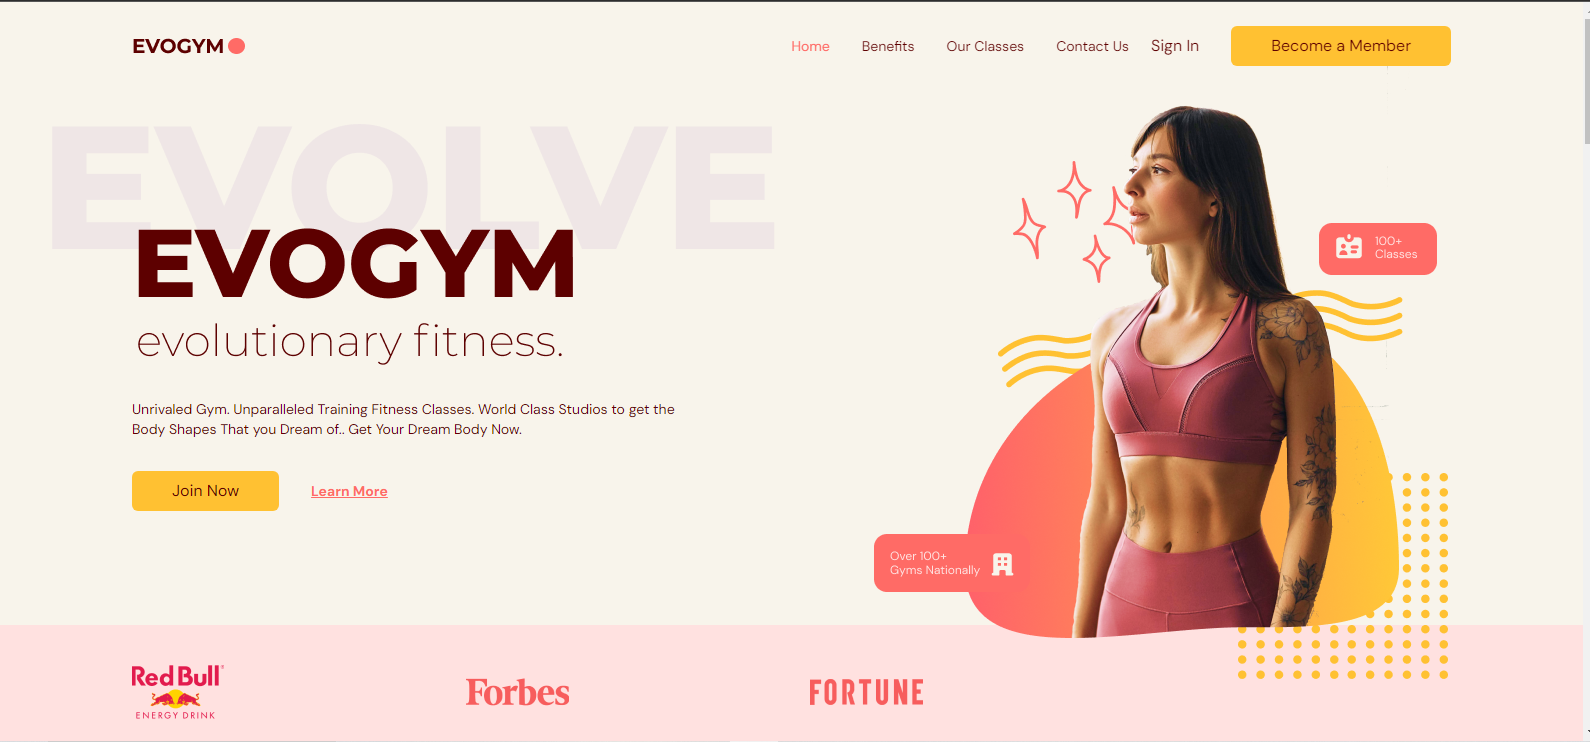 EVOGYM
Home
Benefits
Our Classes
Contact Us
Sign In
Become a Member
EVOLVE
EVOGYM
evolutionary fitness.
Unrivaled Gym. Unparalleled Training Fitness Classes. World Class Studios to get the
Body Shapes That you Dream of.. Get Your Dream Body Now.
Join Now
Learn More
100+
Classes
Over 100+
Gyms Nationally
Red Bull
ENERGY DRINK
Forbes
FORTUNE